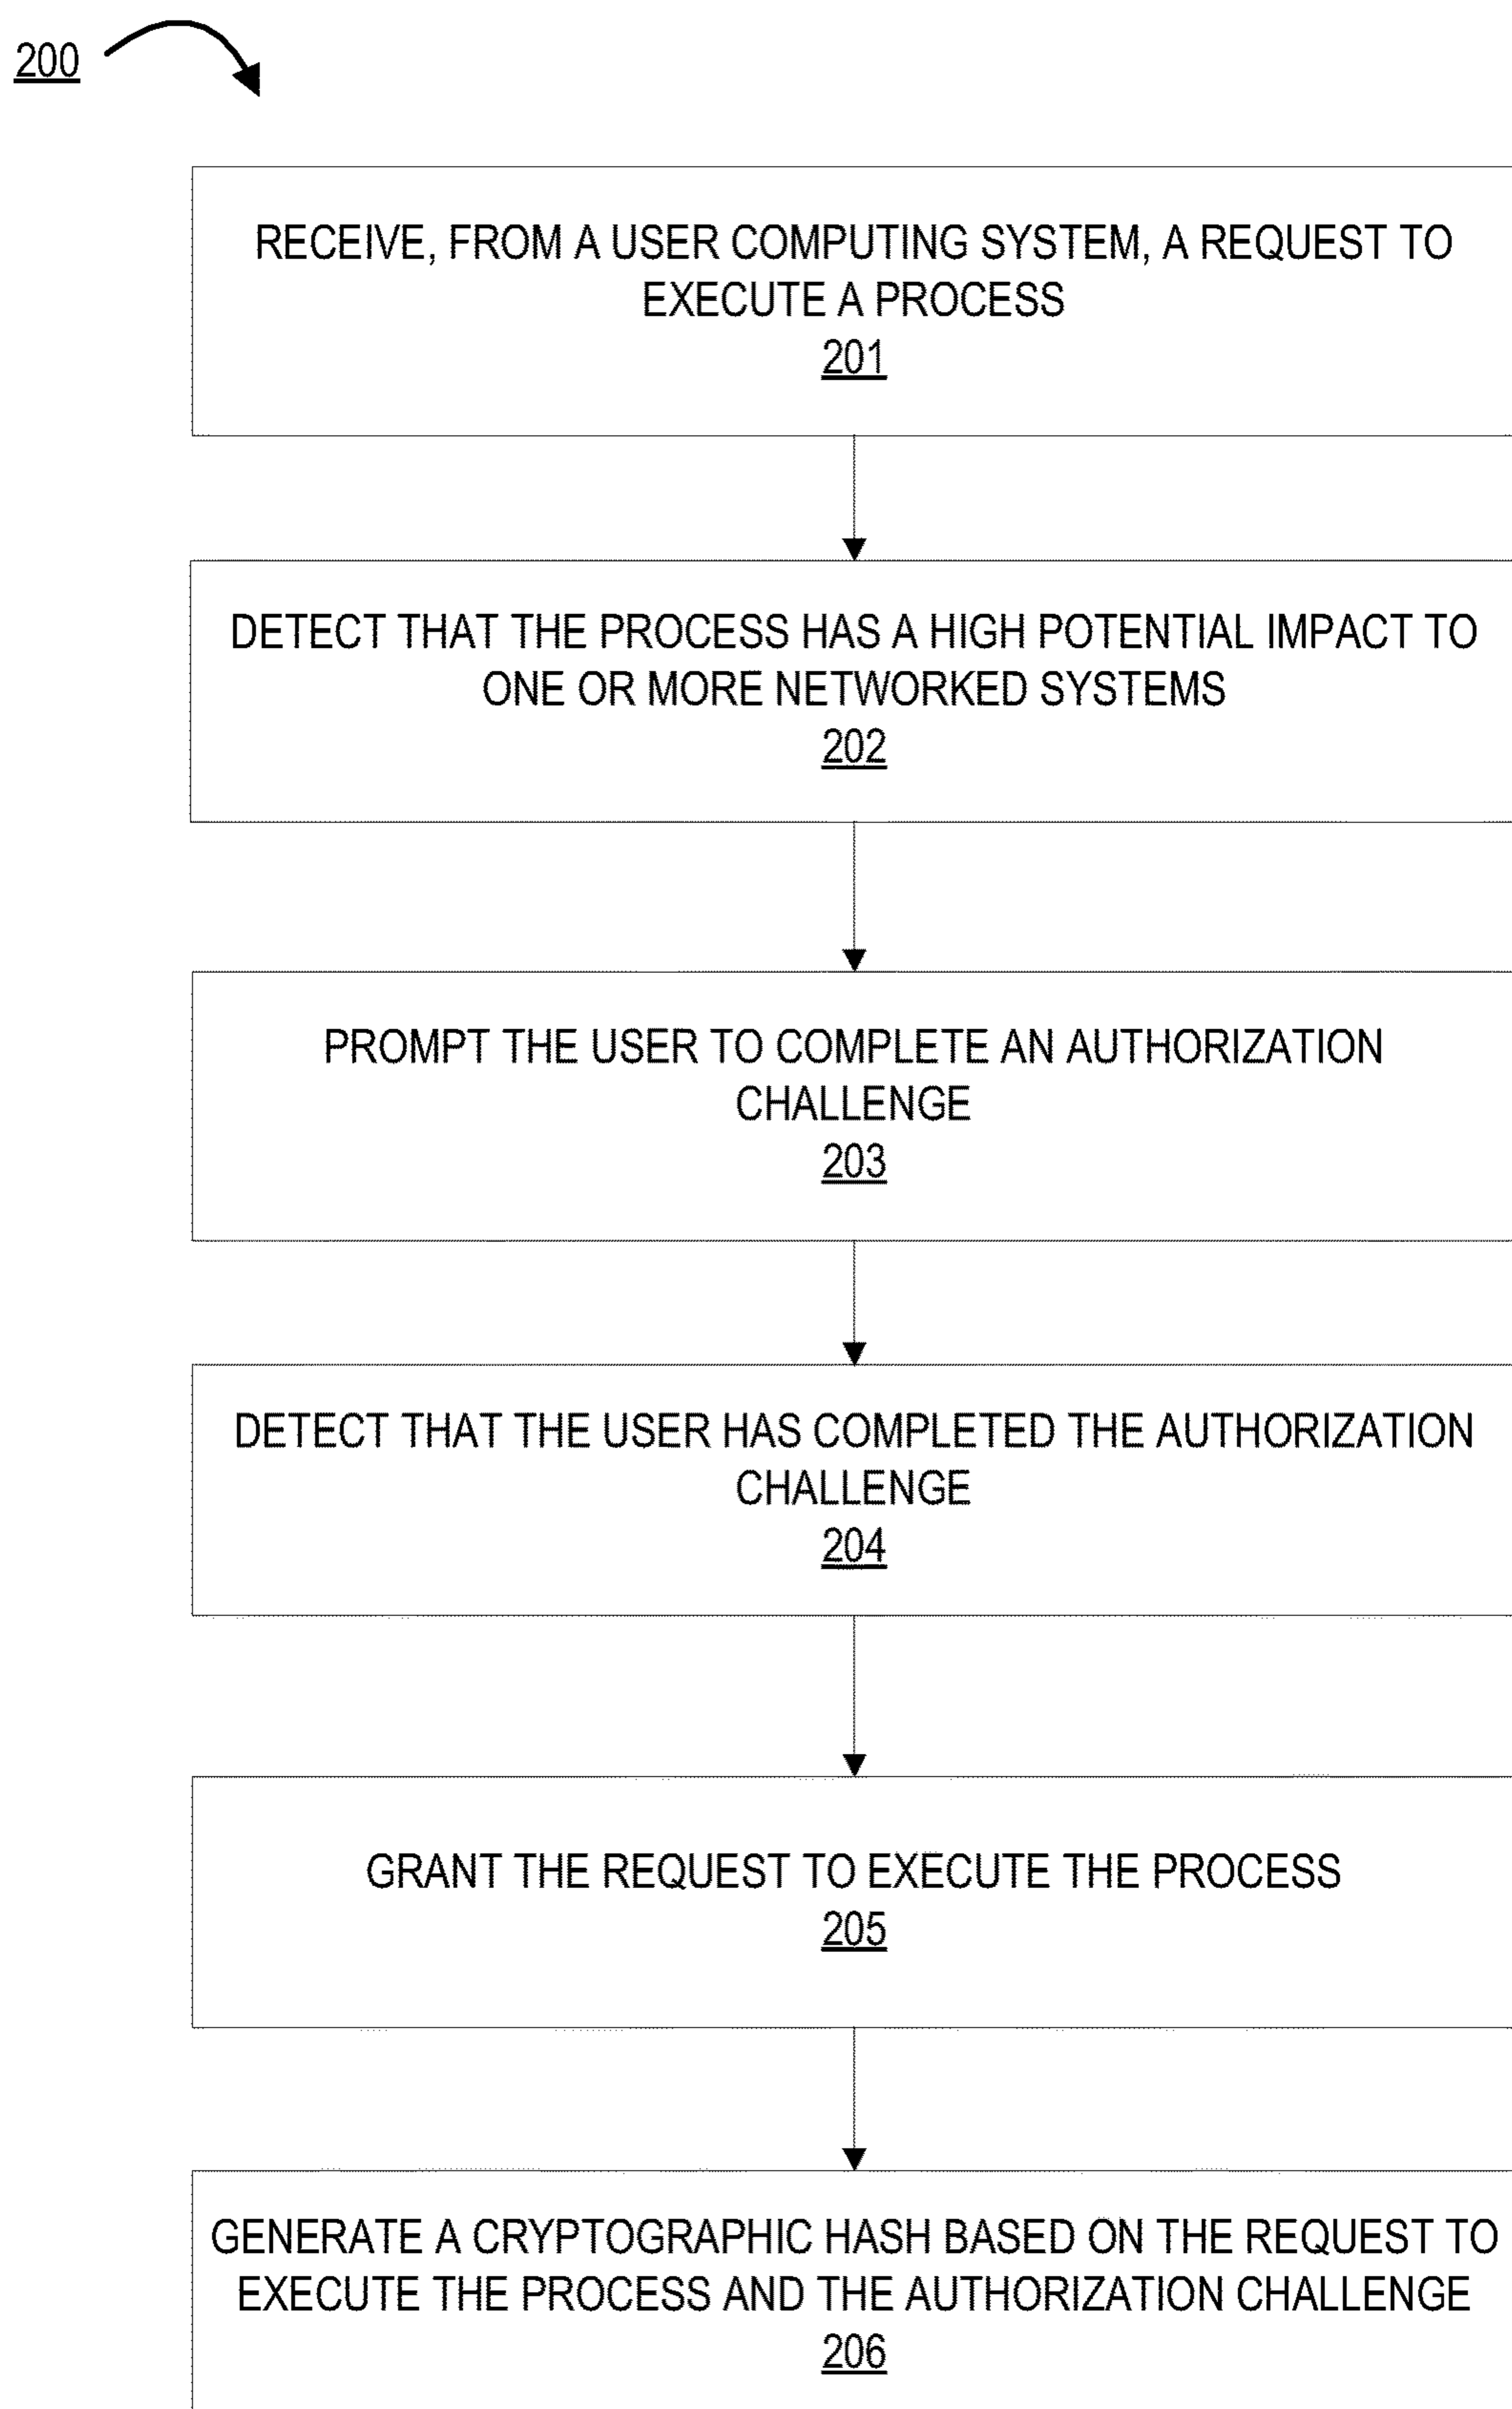 200
RECEIVE, FROM A USER COMPUTING SYSTEM, A REQUEST TO
EXECUTE A PROCESS
201
DETECT THAT THE PROCESS HAS A HIGH POTENTIAL IMPACT TO
ONE OR MORE NETWORKED SYSTEMS
202
PROMPT THE USER TO COMPLETE AN AUTHORIZATION
CHALLENGE
203
DETECT THAT THE USER HAS COMPLETED THE AUTHORIZATION
CHALLENGE
204
GRANT THE REQUEST TO EXECUTE THE PROCESS
205
GENERATE A CRYPTOGRAPHIC HASH BASED ON THE REQUEST TO
EXECUTE THE PROCESS AND THE AUTHORIZATION CHALLENGE
206